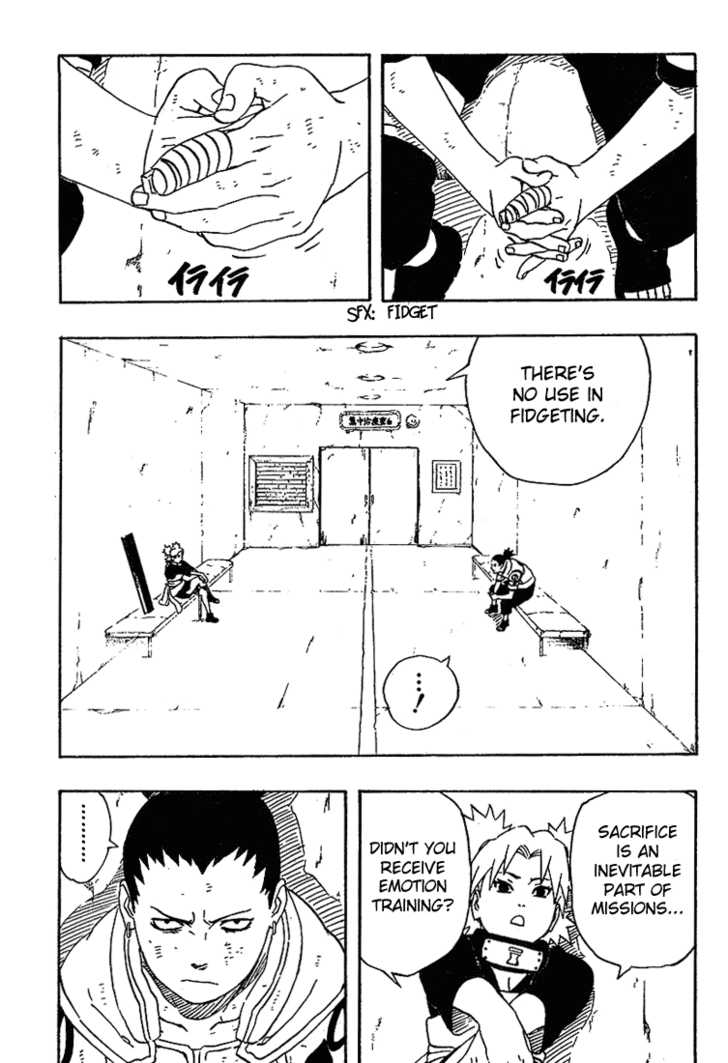 イライラ
イライラ
SFX: FIDGET
THERE'S
NO USE IN
FIDGETING.
...!
SACRIFICE
IS AN
INEVITABLE
PART OF
MISSIONS...
DIDN'T YOU
RECEIVE
EMOTION
TRAINING?
........